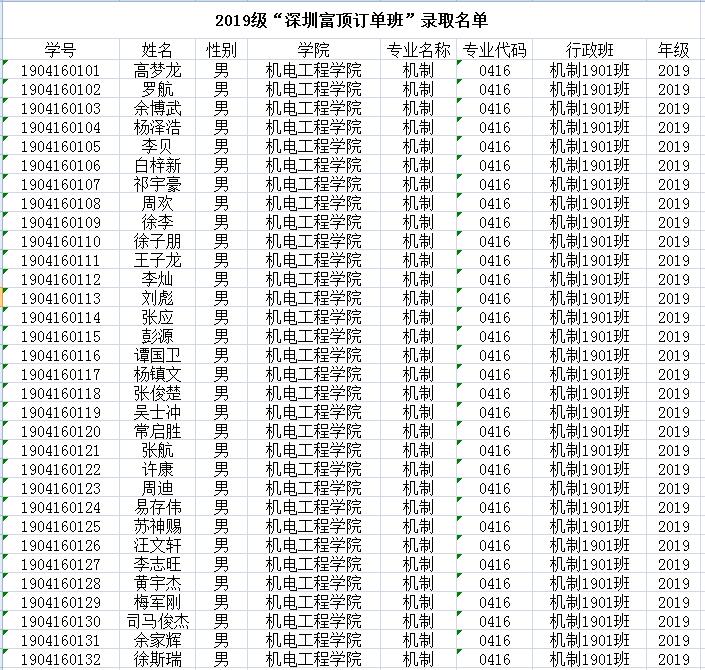 2019级“深圳富顶订单班”录取名单
学号 姓名 性别 学院 专业名称 专业代码 行政班 年级
1904160101 高梦龙 男 机电工程学院 机制 0416 机制1901班 2019
1904160102 罗航 男 机电工程学院 机制 0416 机制1901班 2019
1904160103 余博武 男 机电工程学院 机制 0416 机制1901班 2019
1904160104 杨泽浩 男 机电工程学院 机制 0416 机制1901班 2019
1904160105 李贝 男 机电工程学院 机制 0416 机制1901班 2019
1904160106 白梓新 男 机电工程学院 机制 0416 机制1901班 2019
1904160107 祁宇豪 男 机电工程学院 机制 0416 机制1901班 2019
1904160108 周欢 男 机电工程学院 机制 0416 机制1901班 2019
1904160109 徐李 男 机电工程学院 机制 0416 机制1901班 2019
1904160110 徐子朋 男 机电工程学院 机制 0416 机制1901班 2019
1904160111 王子龙 男 机电工程学院 机制 0416 机制1901班 2019
1904160112 李灿 男 机电工程学院 机制 0416 机制1901班 2019
1904160113 刘彪 男 机电工程学院 机制 0416 机制1901班 2019
1904160114 张应 男 机电工程学院 机制 0416 机制1901班 2019
1904160115 彭源 男 机电工程学院 机制 0416 机制1901班 2019
1904160116 谭国卫 男 机电工程学院 机制 0416 机制1901班 2019
1904160117 杨镇文 男 机电工程学院 机制 0416 机制1901班 2019
1904160118 张俊楚 男 机电工程学院 机制 0416 机制1901班 2019
1904160119 吴士冲 男 机电工程学院 机制 0416 机制1901班 2019
1904160120 常启胜 男 机电工程学院 机制 0416 机制1901班 2019
1904160121 张航 男 机电工程学院 机制 0416 机制1901班 2019
1904160122 许康 男 机电工程学院 机制 0416 机制1901班 2019
1904160123 周迪 男 机电工程学院 机制 0416 机制1901班 2019
1904160124 易存伟 男 机电工程学院 机制 0416 机制1901班 2019
1904160125 苏神赐 男 机电工程学院 机制 0416 机制1901班 2019
1904160126 汪文轩 男 机电工程学院 机制 0416 机制1901班 2019
1904160127 李志旺 男 机电工程学院 机制 0416 机制1901班 2019
1904160128 黄宇杰 男 机电工程学院 机制 0416 机制1901班 2019
1904160129 梅军刚 男 机电工程学院 机制 0416 机制1901班 2019
1904160130 司马俊杰 男 机电工程学院 机制 0416 机制1901班 2019
1904160131 余家辉 男 机电工程学院 机制 0416 机制1901班 2019
1904160132 徐斯瑞 男 机电工程学院 机制 0416 机制1901班 2019